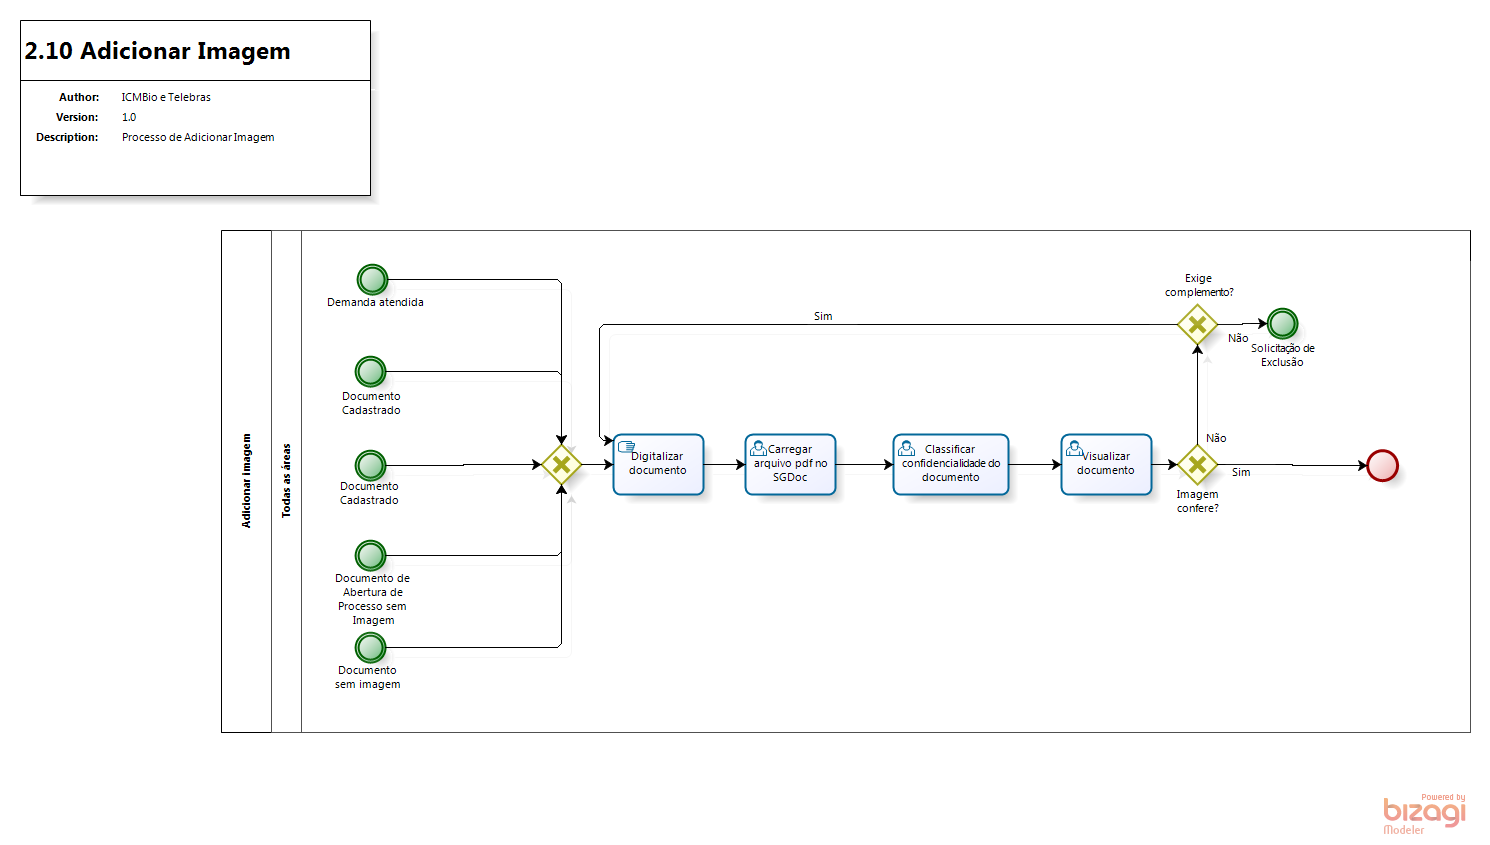 2.10 Adicionar Imagem
Author: ICMBio e Telebras
Version: 1.0
Description: Processo de Adicionar Imagem
Adicionar Imagem
Todas as áreas
Demanda atendida
Documento
Cadastrado
Documento
Cadastrado
Documento de
Abertura de
Processo sem
Imagem
Documento
sem imagem
Digitalizar
documento
Carregar
arquivo pdf no
SGDoc
Classificar
confidencialidade do
documento
Visualizar
documento
Imagem
confere?
Sim
Não
Exige
complemento?
Sim
Não
Solicitação de
Exclusão
Powered by
bizagi
Modeler